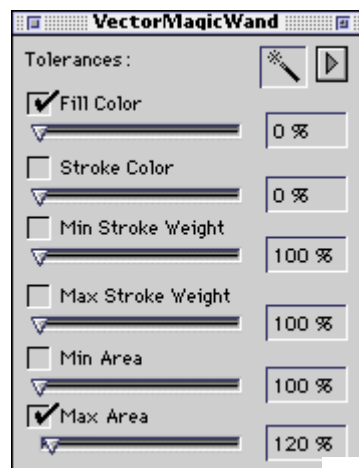 VectorMagicWand
Tolerances:
Fill Color
0 %
Stroke Color
0 %
Min Stroke Weight
100 %
Max Stroke Weight
100 %
Min Area
100 %
Max Area
120 %